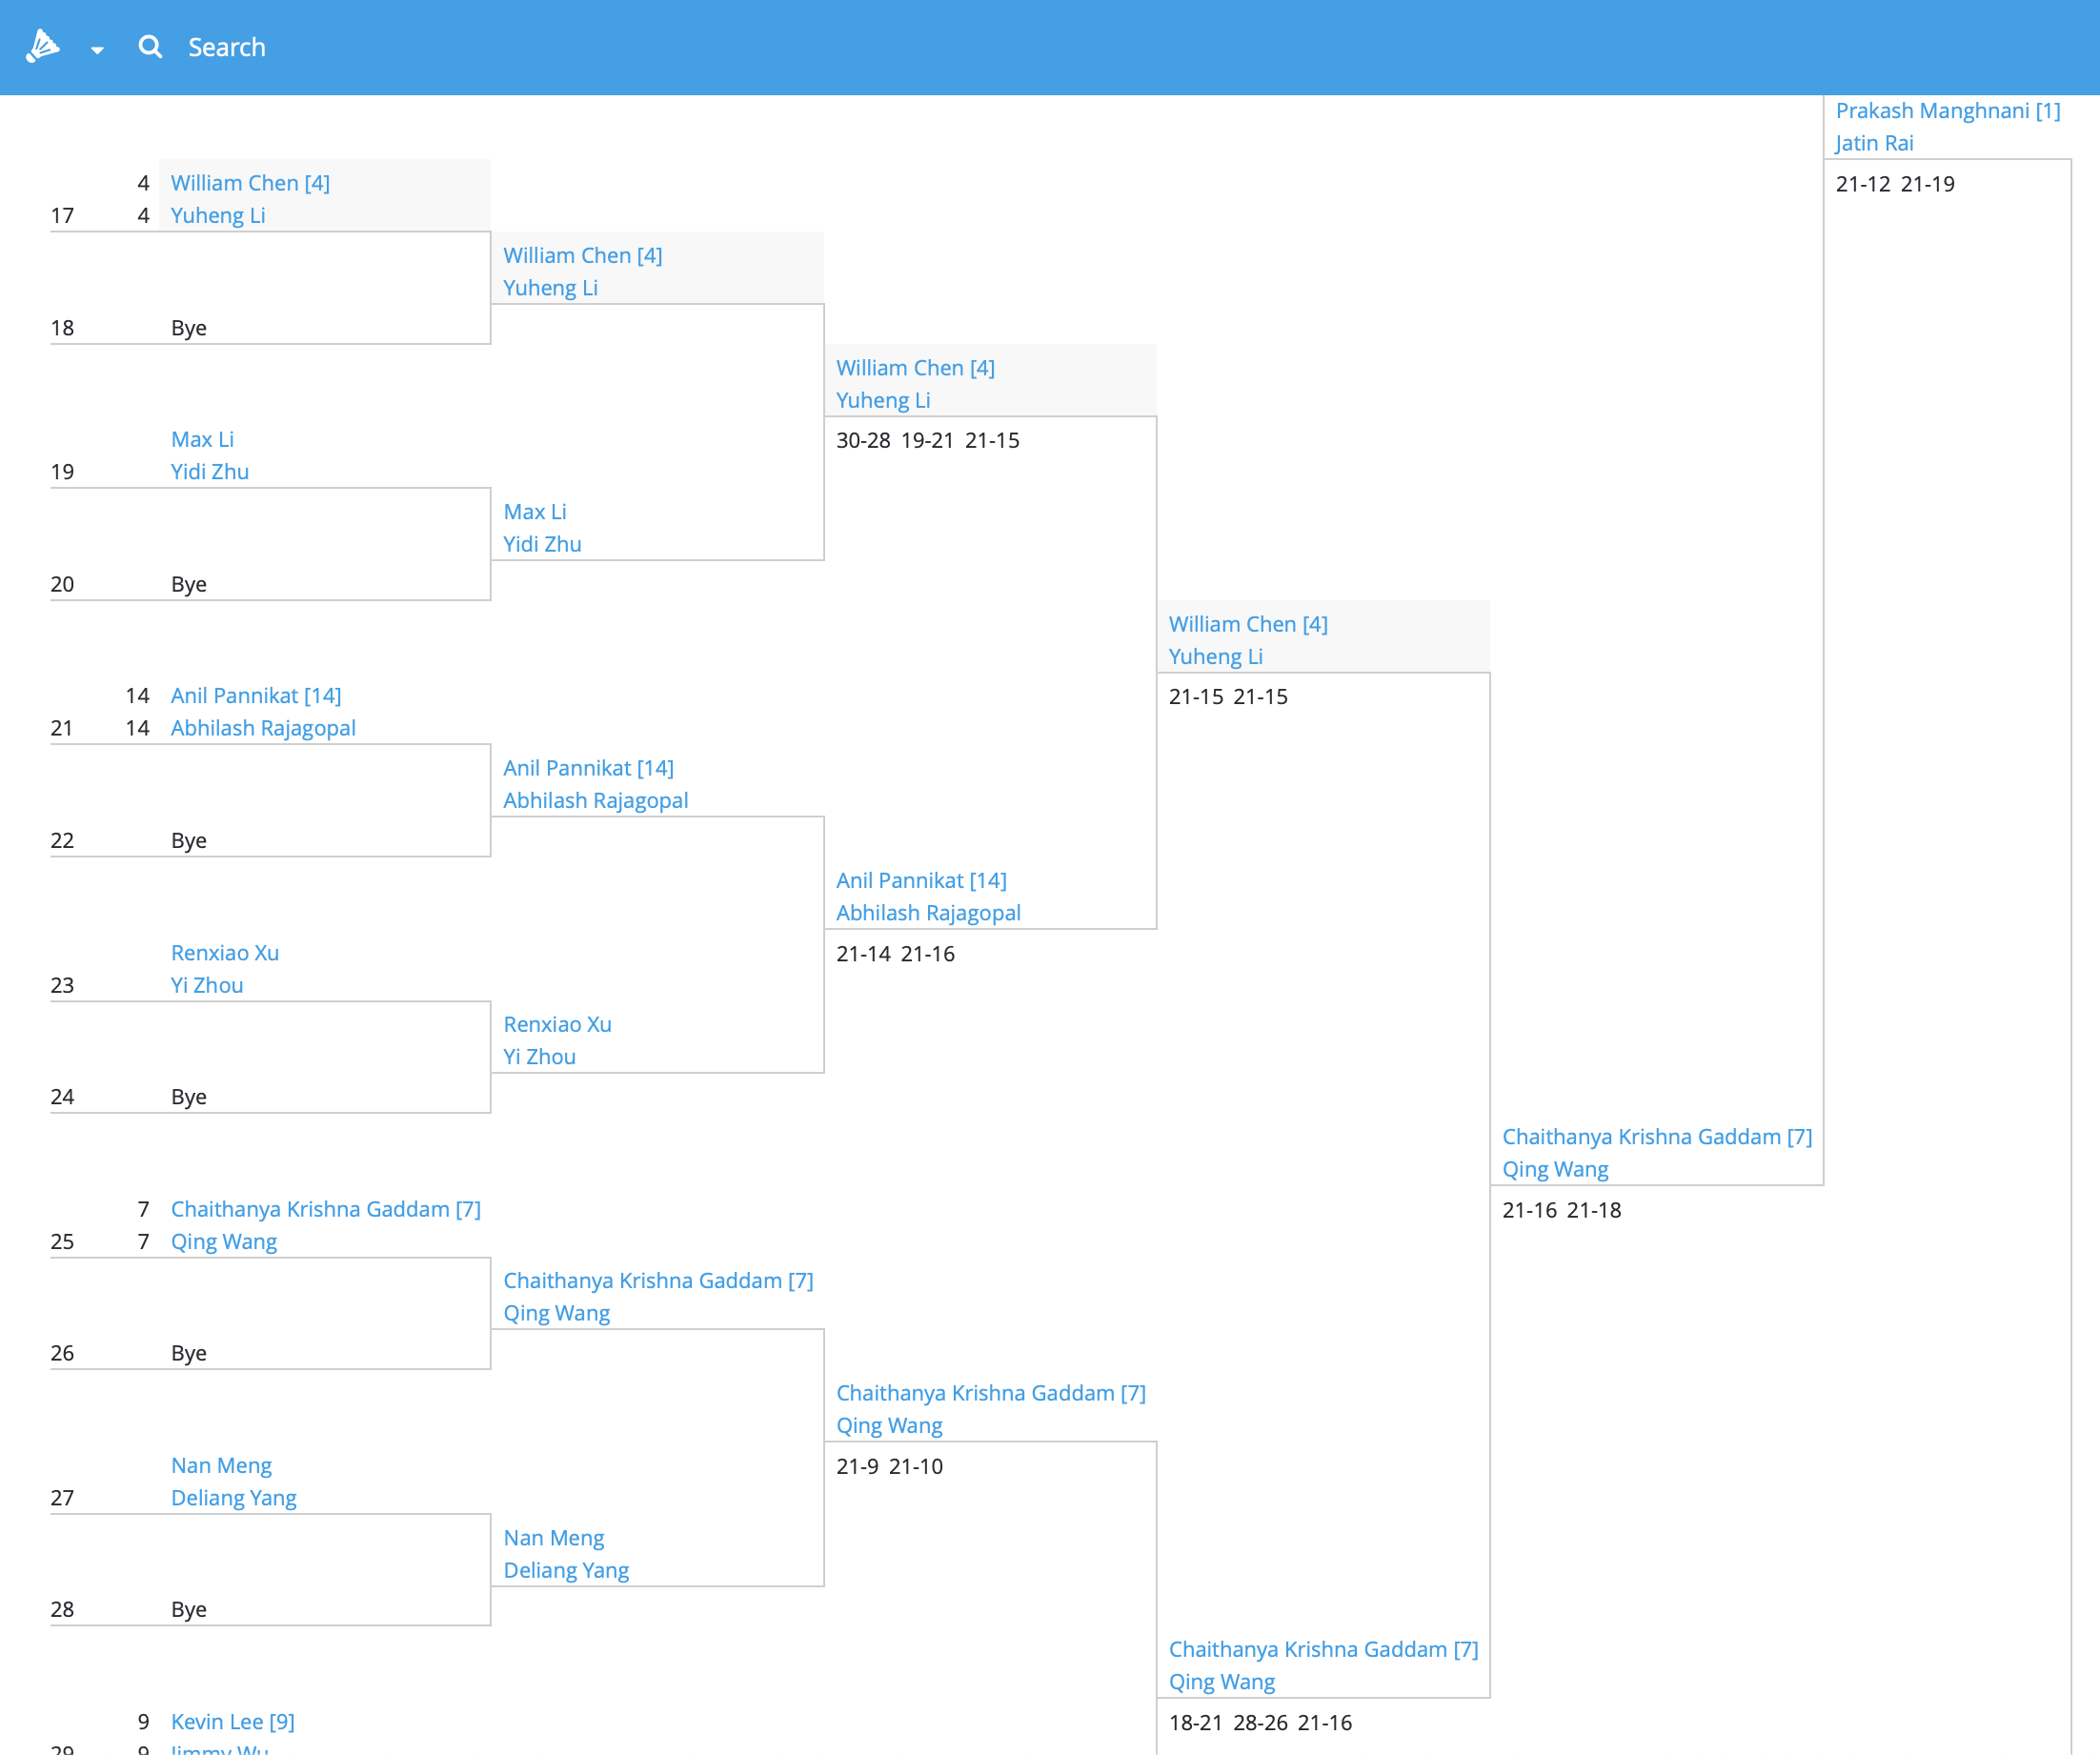 Search
Prakash Manghnani [1]
Jatin Rai
21-12 21-19
4 William Chen [4]
17 4 Yuheng Li
William Chen [4]
Yuheng Li
18 Bye
William Chen [4]
Yuheng Li
30-28 19-21 21-15
Max Li
19 Yidi Zhu
Max Li
Yidi Zhu
20 Bye
William Chen [4]
Yuheng Li
21-15 21-15
14 Anil Pannikat [14]
21 14 Abhilash Rajagopal
Anil Pannikat [14]
Abhilash Rajagopal
22 Bye
Anil Pannikat [14]
Abhilash Rajagopal
21-14 21-16
Renxiao Xu
23 Yi Zhou
Renxiao Xu
Yi Zhou
24 Bye
Chaithanya Krishna Gaddam [7]
Qing Wang
21-16 21-18
7 Chaithanya Krishna Gaddam [7]
25 7 Qing Wang
Chaithanya Krishna Gaddam [7]
Qing Wang
26 Bye
Chaithanya Krishna Gaddam [7]
Qing Wang
21-9 21-10
Nan Meng
27 Deliang Yang
Nan Meng
Deliang Yang
28 Bye
Chaithanya Krishna Gaddam [7]
Qing Wang
18-21 28-26 21-16
9 Kevin Lee [9]
29 9 Jimmy Wu